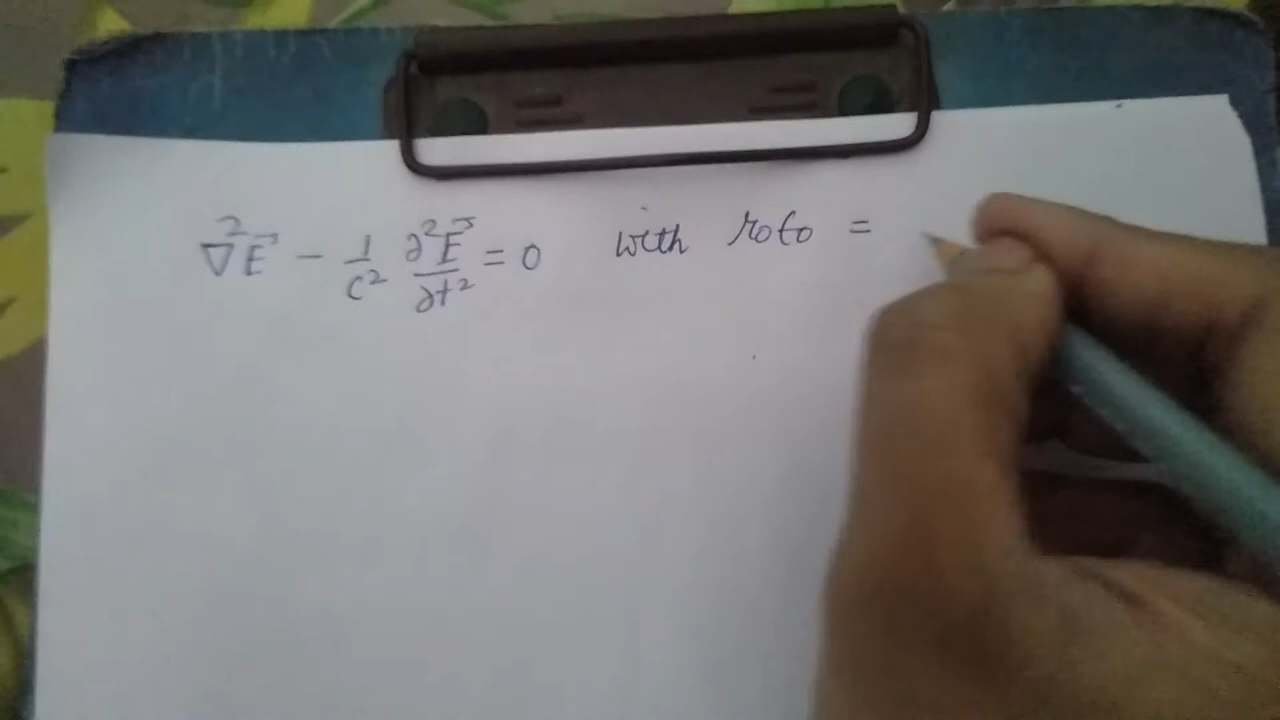 ∇²E⃗ − 1/c² ∂²E⃗/∂t² = 0 with μ₀ε₀ =